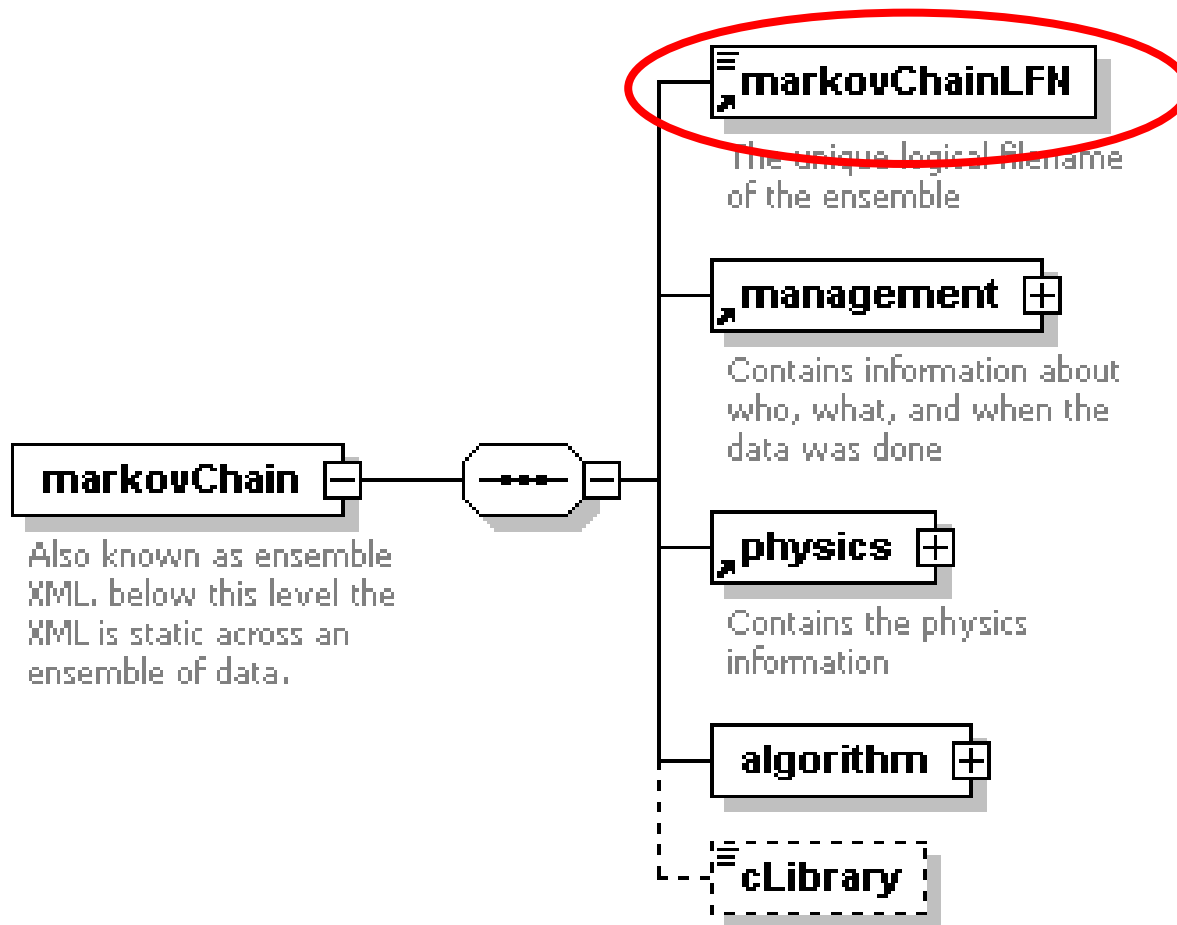 markovChainLFN
The unique logical filename
of the ensemble
management
Contains information about
who, what, and when the
data was done
markovChain
Also known as ensemble
XML. below this level the
XML is static across an
ensemble of data.
physics
Contains the physics
information
algorithm
cLibrary